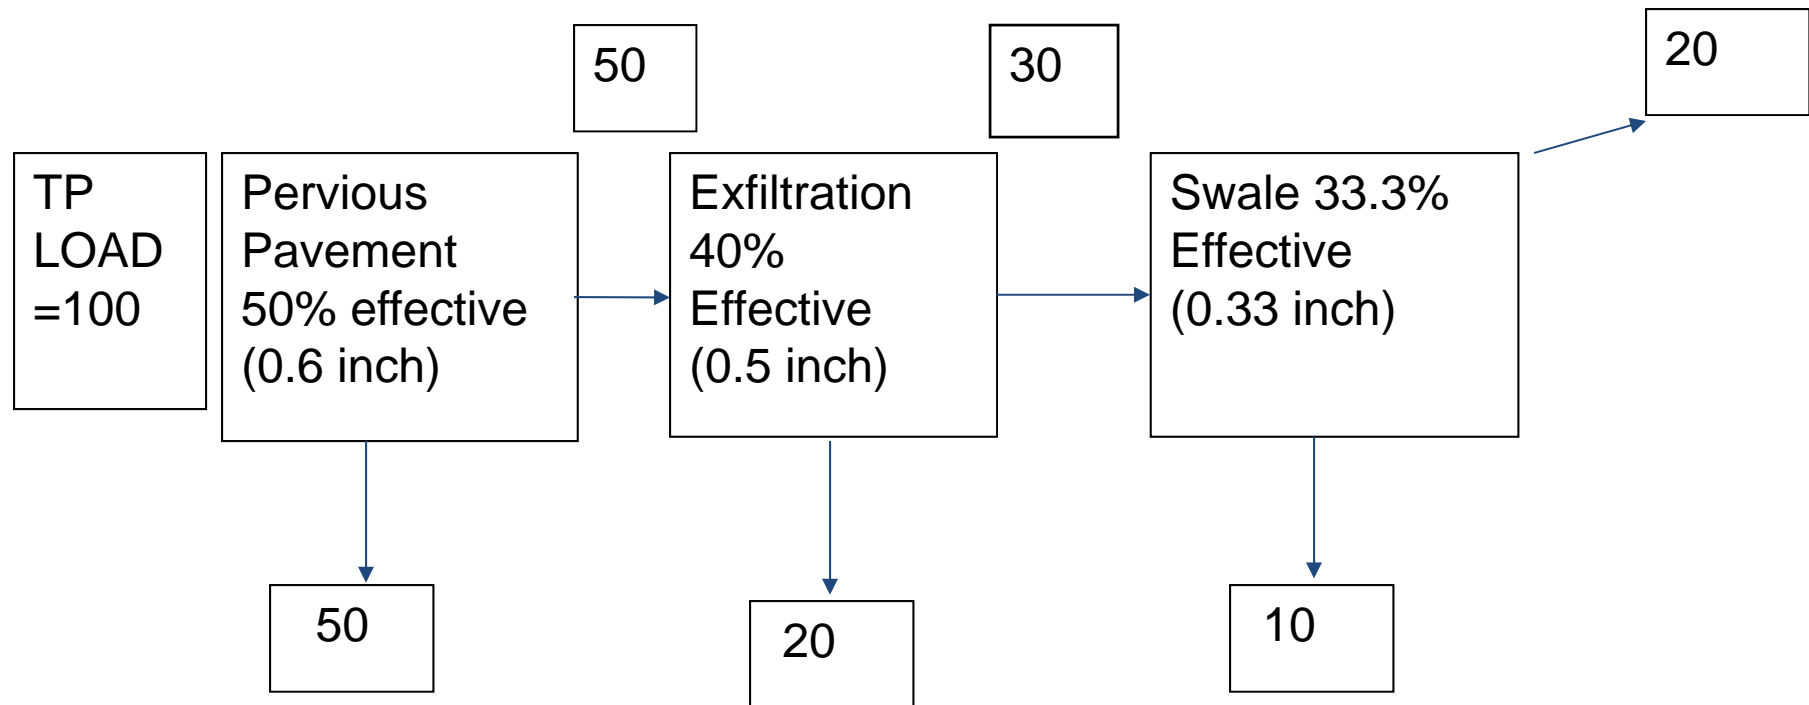 50
30
20
TP
LOAD
=100
Pervious
Pavement
50% effective
(0.6 inch)
Exfiltration
40%
Effective
(0.5 inch)
Swale 33.3%
Effective
(0.33 inch)
50
20
10